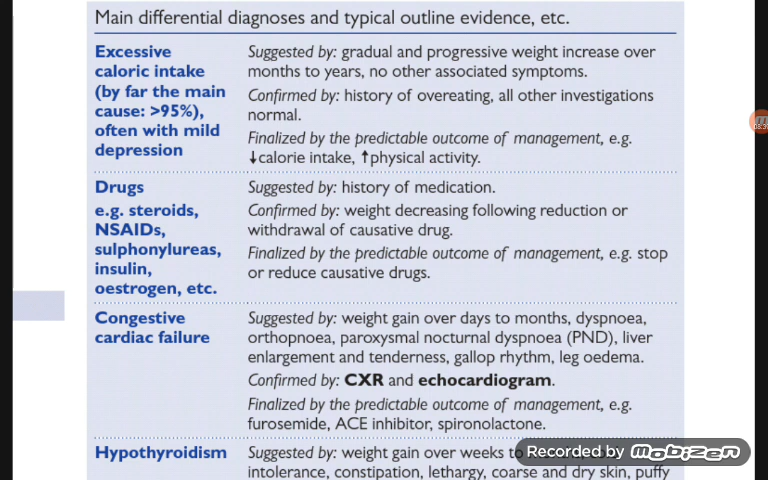 Main differential diagnoses and typical outline evidence, etc.
Excessive
caloric intake
(by far the main
cause: >95%),
often with mild
depression
Suggested by: gradual and progressive weight increase over
months to years, no other associated symptoms.
Confirmed by: history of overeating, all other investigations
normal.
Finalized by the predictable outcome of management, e.g.
↓calorie intake, ↑physical activity.
Drugs
e.g. steroids,
NSAIDs,
sulphonylureas,
insulin,
oestrogen, etc.
Suggested by: history of medication.
Confirmed by: weight decreasing following reduction or
withdrawal of causative drug.
Finalized by the predictable outcome of management, e.g. stop
or reduce causative drugs.
Congestive
cardiac failure
Suggested by: weight gain over days to months, dyspnoea,
orthopnoea, paroxysmal nocturnal dyspnoea (PND), liver
enlargement and tenderness, gallop rhythm, leg oedema.
Confirmed by: CXR and echocardiogram.
Finalized by the predictable outcome of management, e.g.
furosemide, ACE inhibitor, spironolactone.
Hypothyroidism
Suggested by: weight gain over weeks to
intolerance, constipation, lethargy, coarse and dry skin, puffy
Recorded by mobizen